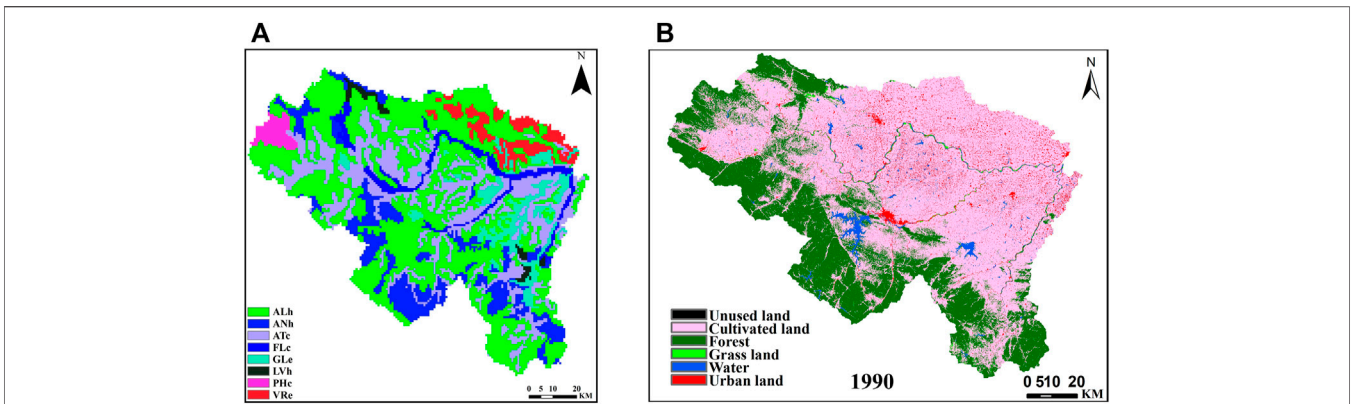 A
N
ALh
ANh
ATc
FLc
GLe
LVh
PHc
VRe
0 5 10 20
KM
B
N
Unused land
Cultivated land
Forest
Grass land
Water
Urban land
1990
0 510 20
KM